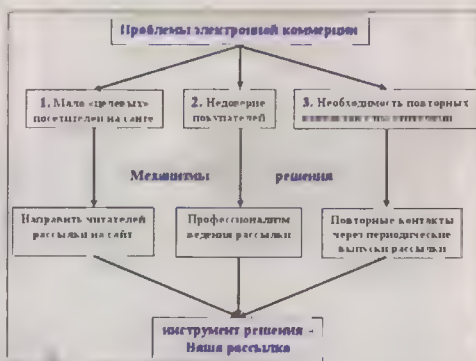 Проблемы электронной коммерции
1. Мало «целевых»
посетителей на сайте
2. Недоверие
покупателей
3. Необходимость повторных
Механизмы решения
Направить читателей
рассылки на сайт
Профессионализм
ведения рассылки
Повторные контакты
через периодические
выпуски рассылки
инструмент решения -
Ваша рассылка